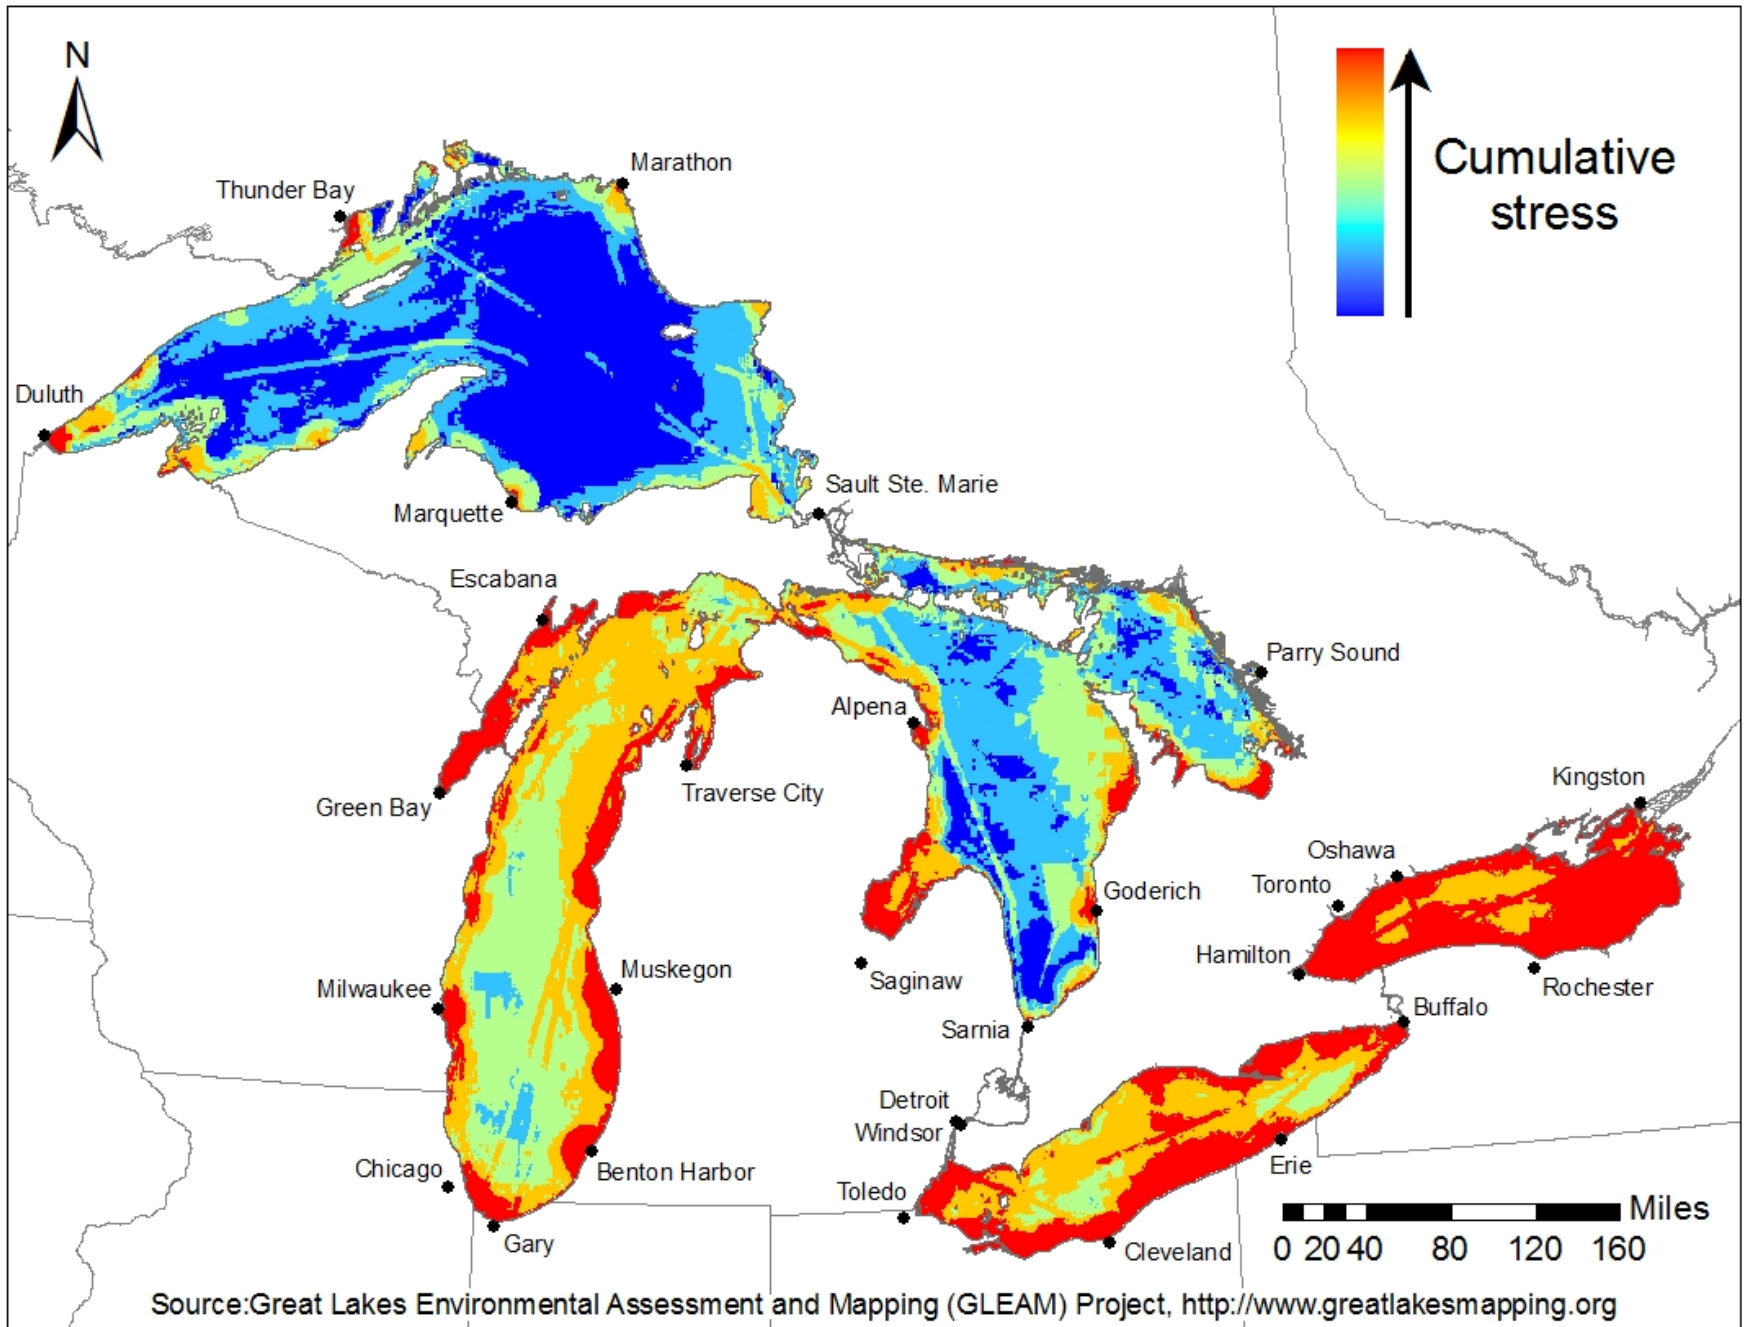 N
Cumulative
stress
Marathon
Thunder Bay
Duluth
Sault Ste. Marie
Marquette
Escabana
Parry Sound
Alpena
Traverse City
Green Bay
Kingston
Oshawa
Toronto
Goderich
Hamilton
Saginaw
Muskegon
Milwaukee
Rochester
Buffalo
Sarnia
Detroit
Windsor
Erie
Chicago
Benton Harbor
Toledo
Miles
Gary
Cleveland
0 20 40 80 120 160
Source:Great Lakes Environmental Assessment and Mapping (GLEAM) Project, http://www.greatlakesmapping.org